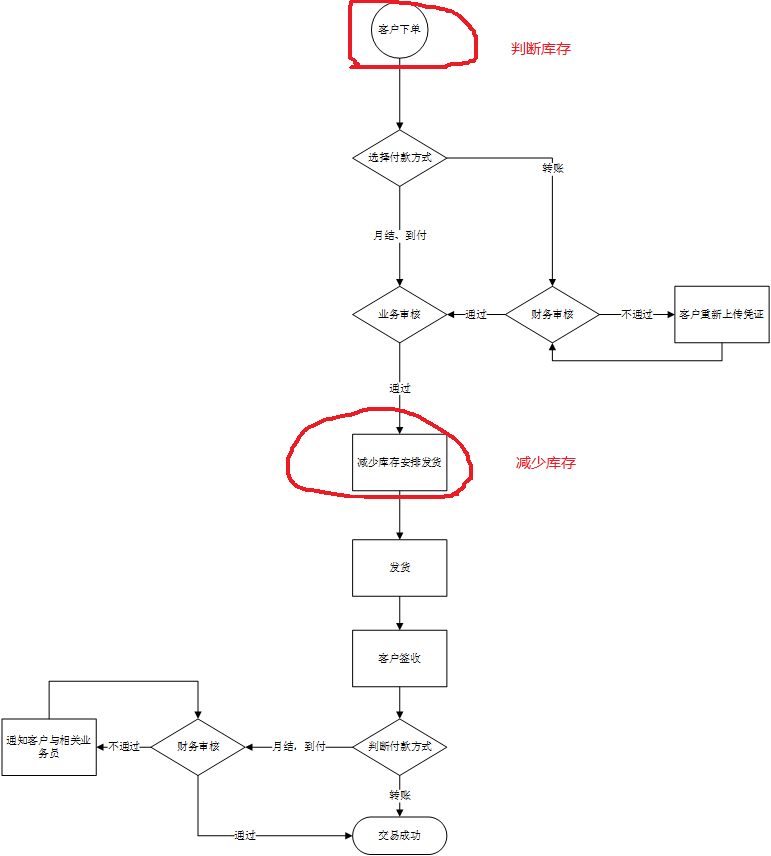 客户下单
判断库存
选择付款方式
转账
月结、到付
业务审核
通过
财务审核
不通过
客户重新上传凭证
通过
减少库存安排发货
减少库存
发货
客户签收
通知客户与相关业
务员
不通过
财务审核
月结，到付
判断付款方式
转账
通过
交易成功